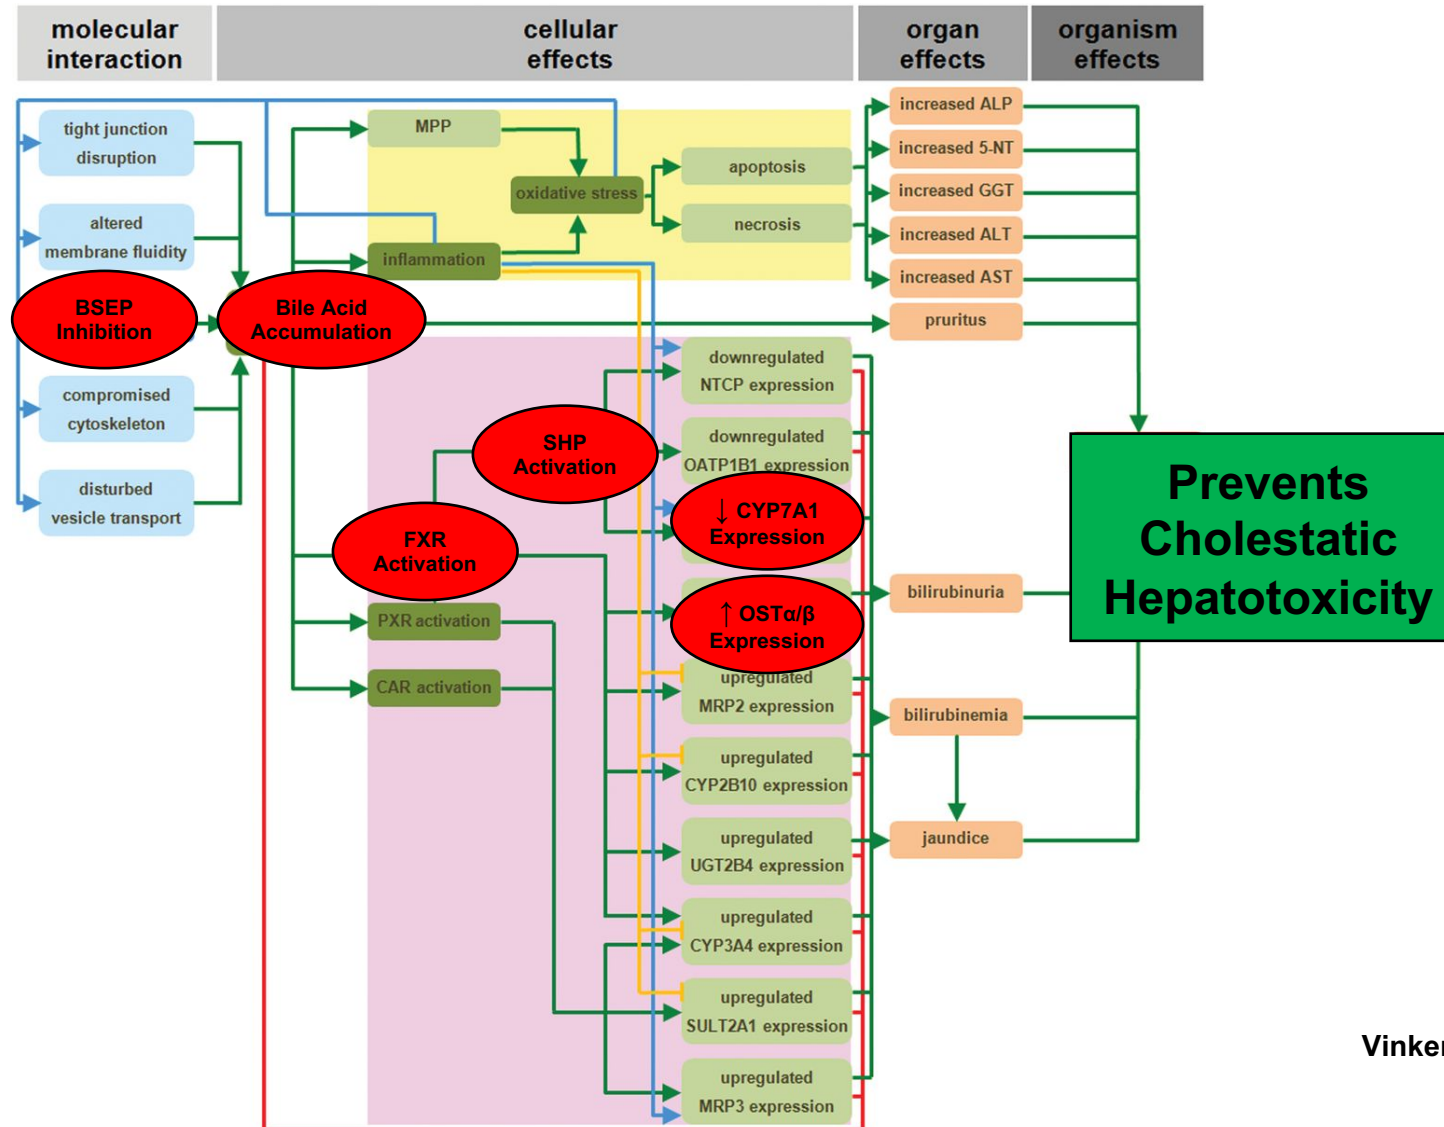 molecular
interaction
cellular
effects
organ
effects
organism
effects
tight junction
disruption
altered
membrane fluidity
BSEP
Inhibition
compromised
cytoskeleton
disturbed
vesicle transport
Bile Acid
Accumulation
MPP
oxidative stress
inflammation
apoptosis
necrosis
FXR
Activation
PXR activation
CAR activation
SHP
Activation
downregulated
NTCP expression
downregulated
OATP1B1 expression
↓ CYP7A1
Expression
↑ OSTα/β
Expression
upregulated
MRP2 expression
upregulated
CYP2B10 expression
upregulated
UGT2B4 expression
upregulated
CYP3A4 expression
upregulated
SULT2A1 expression
upregulated
MRP3 expression
increased ALP
increased 5-NT
increased GGT
increased ALT
increased AST
pruritus
bilirubinuria
bilirubinemia
jaundice
Prevents
Cholestatic
Hepatotoxicity
Vinken